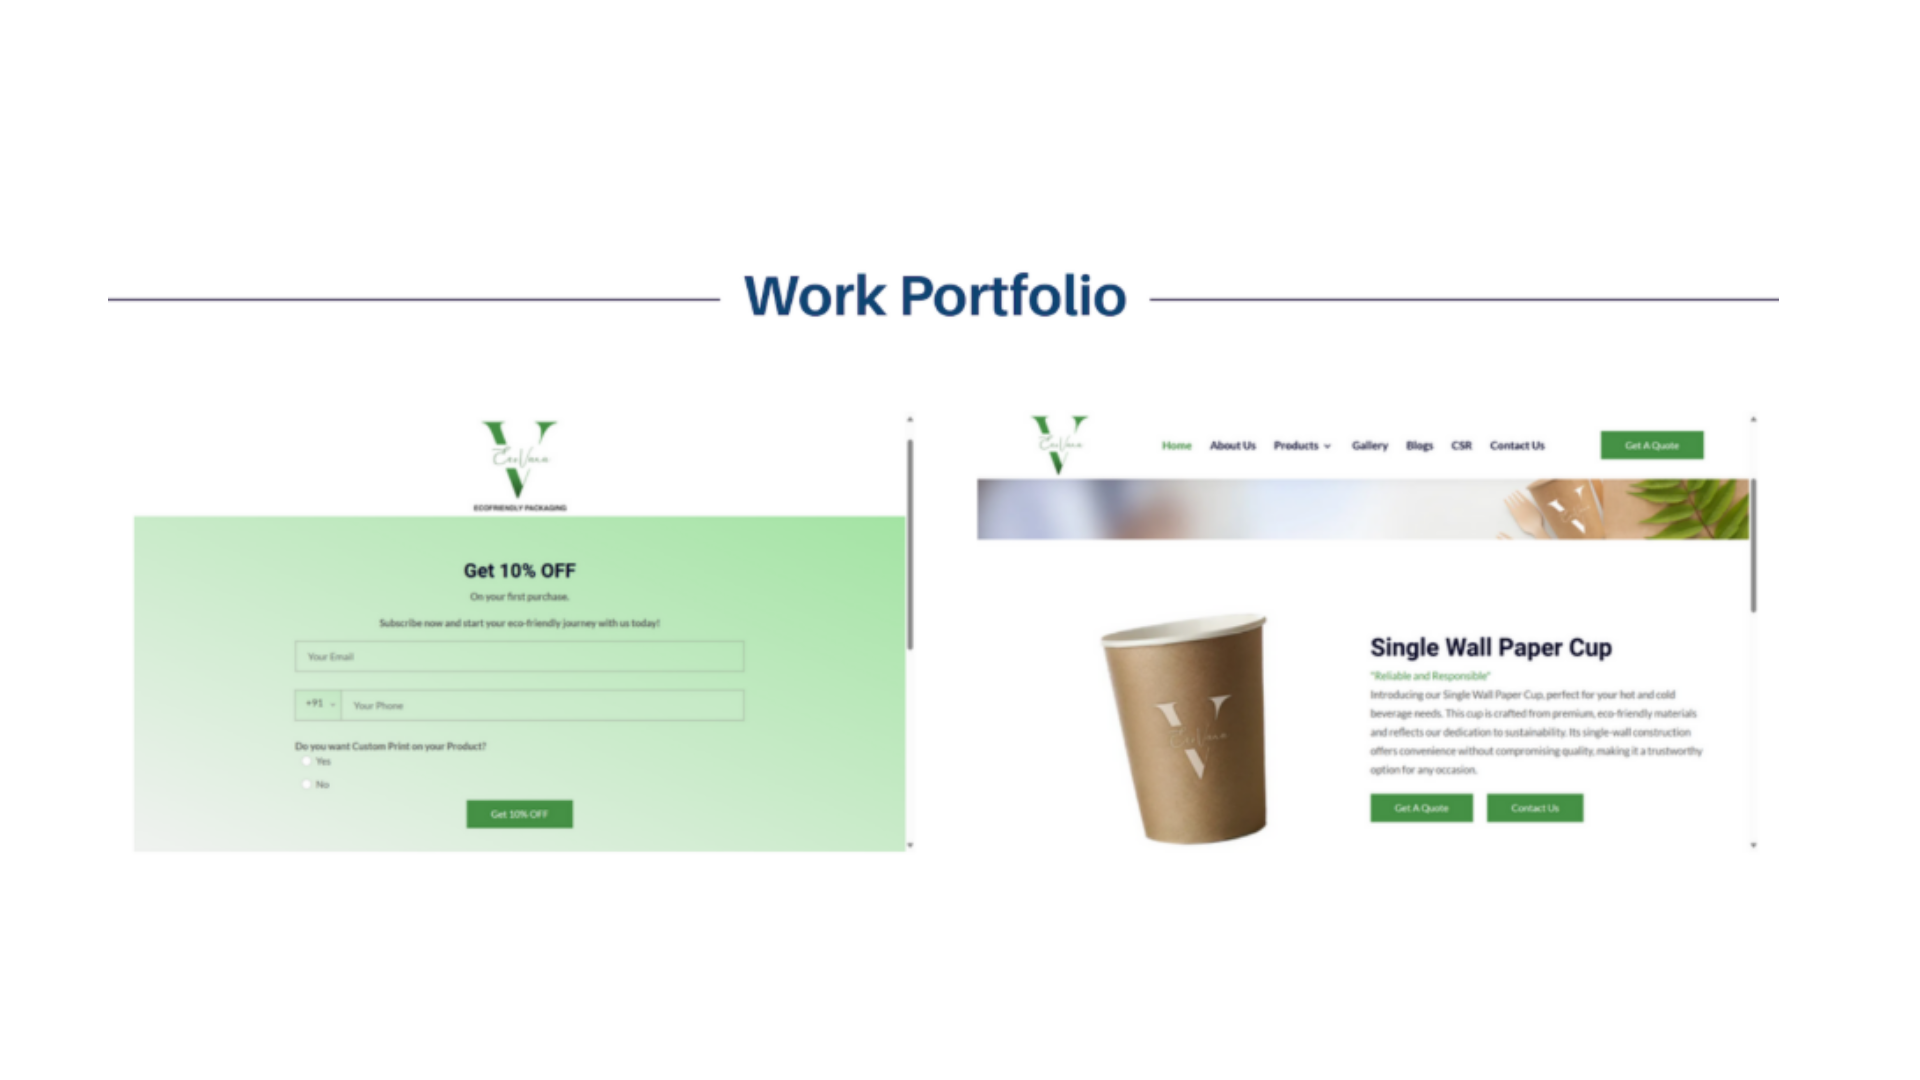 Work Portfolio
EcoVana
ECOFRIENDLY PACKAGING
Get 10% OFF
On your first purchase.
Subscribe now and start your eco-friendly journey with us today!
Your Email
+91 Your Phone
Do you want Custom Print on your Product?
Yes
No
Get 10% OFF
EcoVana
Home About Us Products Gallery Blogs CSR Contact Us Get A Quote
Single Wall Paper Cup
"Reliable and Responsible"
Introducing our Single Wall Paper Cup, perfect for your hot and cold
beverage needs. This cup is crafted from premium, eco-friendly materials
and reflects our dedication to sustainability. Its single-wall construction
offers convenience without compromising quality, making it a trustworthy
option for any occasion.
Get A Quote Contact Us